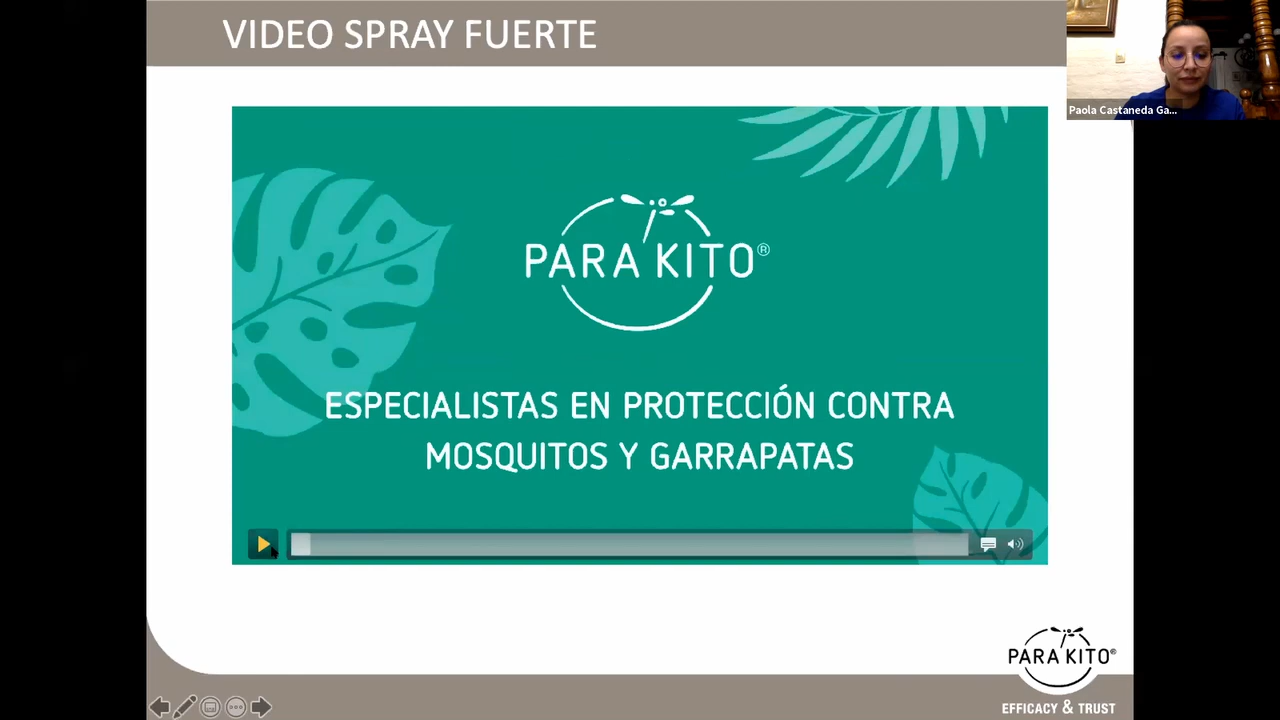 VIDEO SPRAY FUERTE
Paola Castaneda Ga...
PARA KITO®
ESPECIALISTAS EN PROTECCIÓN CONTRA
MOSQUITOS Y GARRAPATAS
PARA KITO®
EFFICACY & TRUST